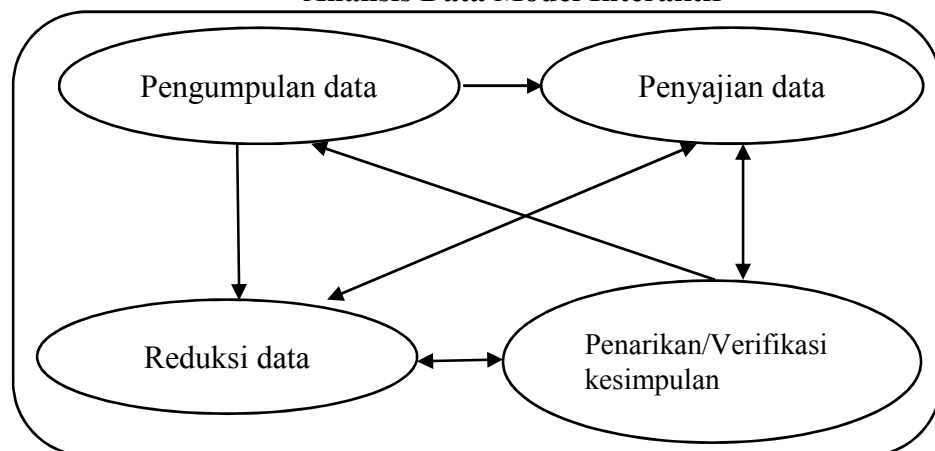 Analisis Data Model Interaktif
Pengumpulan data
Penyajian data
Reduksi data
Penarikan/Verifikasi
kesimpulan